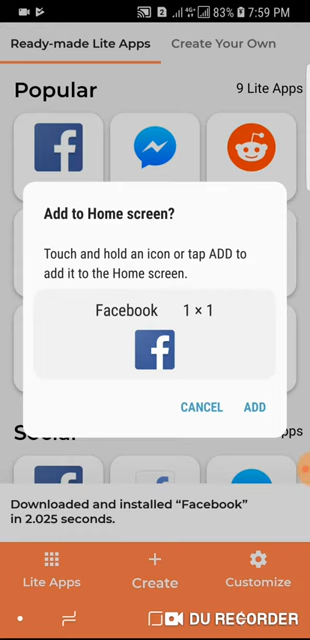 83% 7:59 PM
Ready-made Lite Apps Create Your Own
Popular 9 Lite Apps
Add to Home screen?
Touch and hold an icon or tap ADD to
add it to the Home screen.
Facebook 1 × 1
CANCEL ADD
pps
Downloaded and installed “Facebook”
in 2.025 seconds.
Lite Apps Create Customize
DU RECORDER